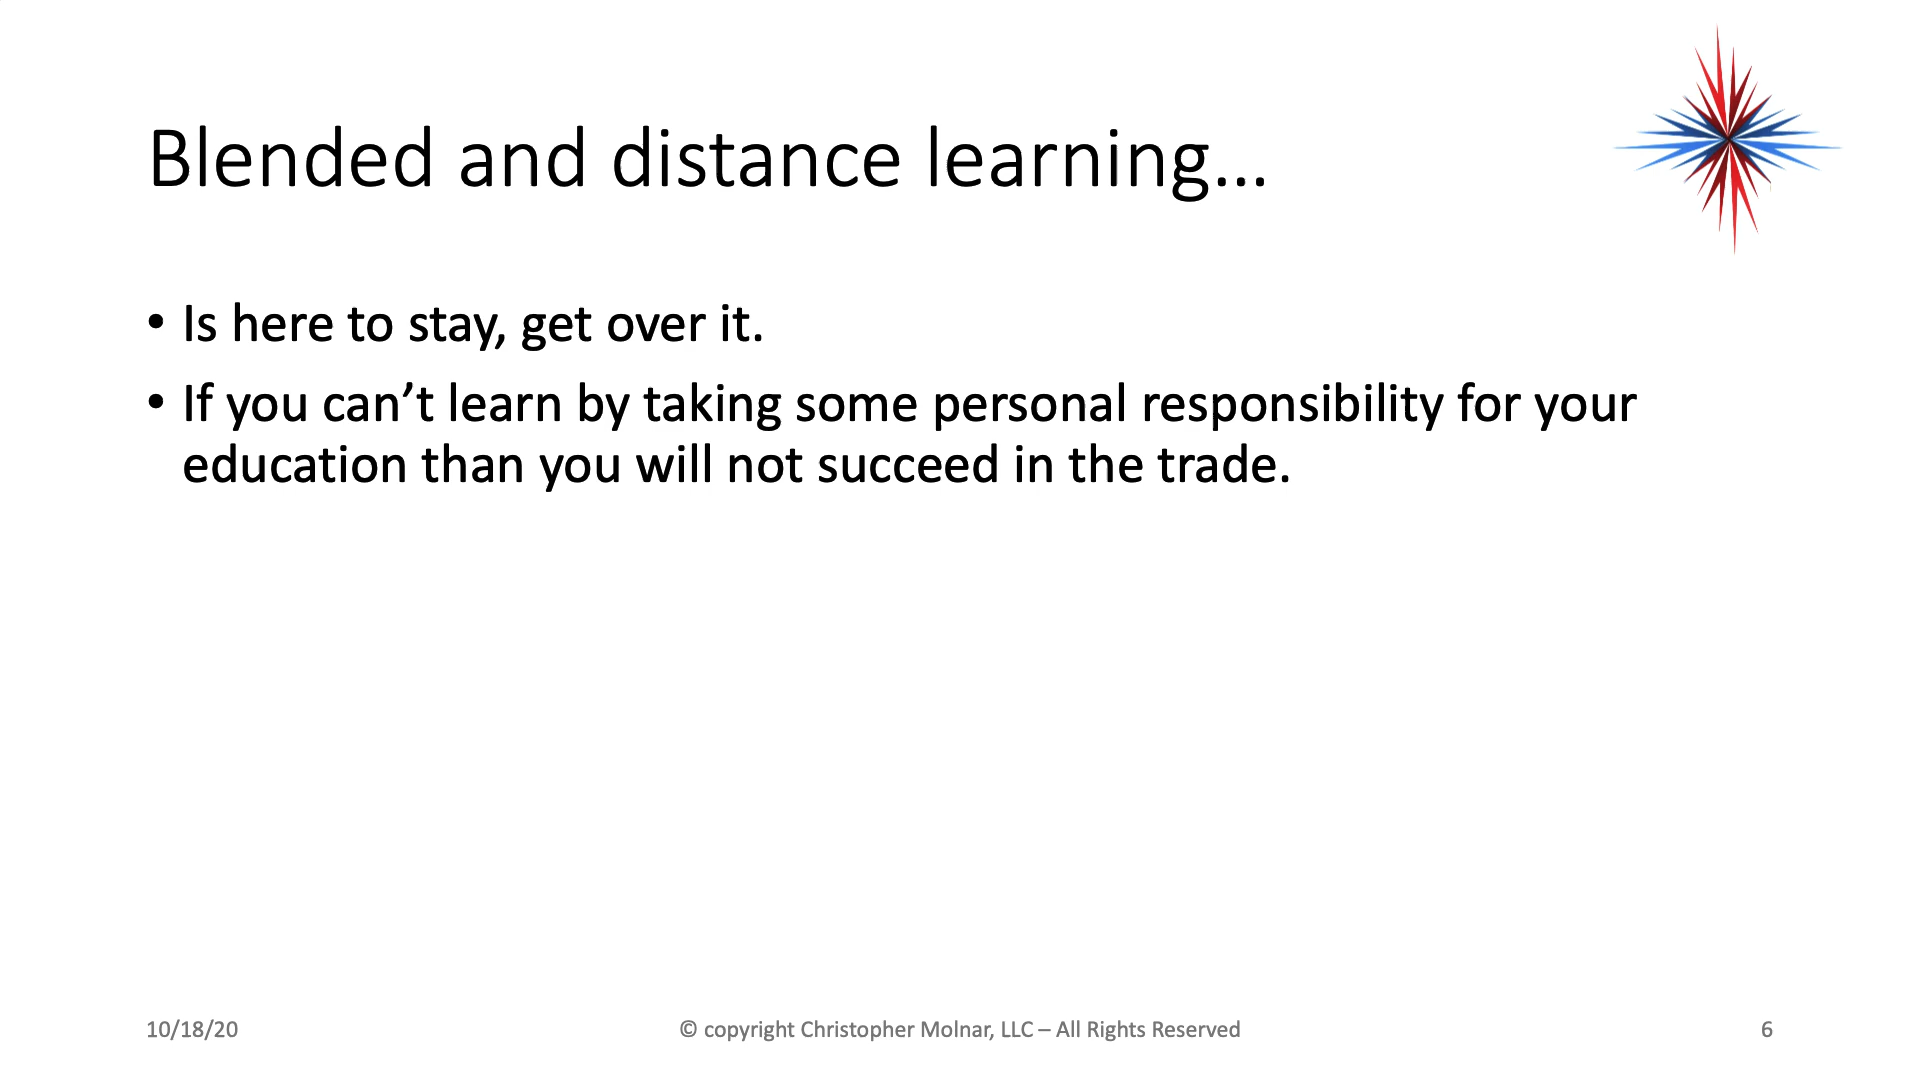 Blended and distance learning...
• Is here to stay, get over it.
• If you can’t learn by taking some personal responsibility for your
education than you will not succeed in the trade.
10/18/20
© copyright Christopher Molnar, LLC – All Rights Reserved
6